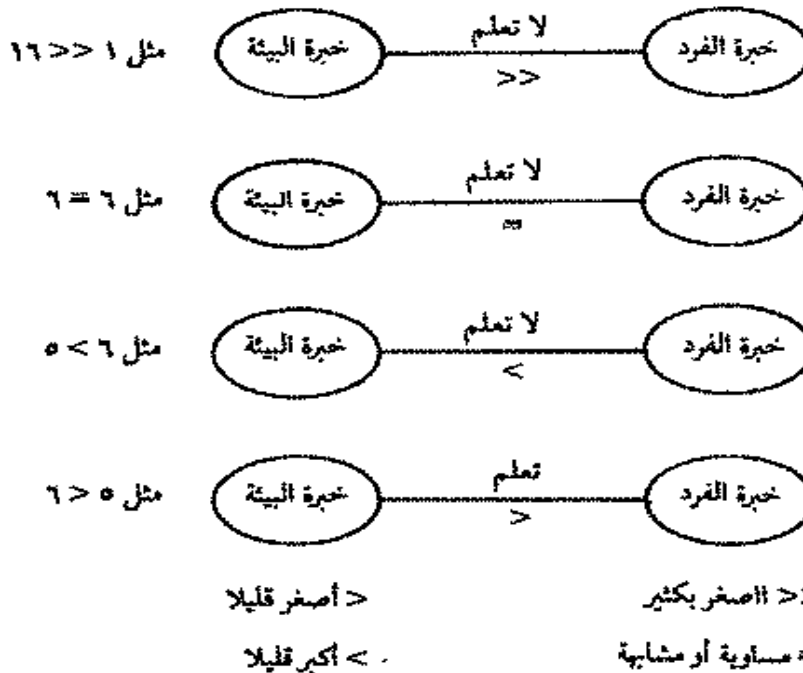 خبرة الفرد لا تعلم خبرة البيئة مثل ١ << ١٦
<<
خبرة الفرد لا تعلم خبرة البيئة مثل ٦ = ٦
=
خبرة الفرد لا تعلم خبرة البيئة مثل ٦ > ٥
>
خبرة الفرد تعلم خبرة البيئة مثل ٥ < ٦
<
ااصغر بكثير < أصغر قليلا
مساوية أو مشابهة > أكبر قليلا